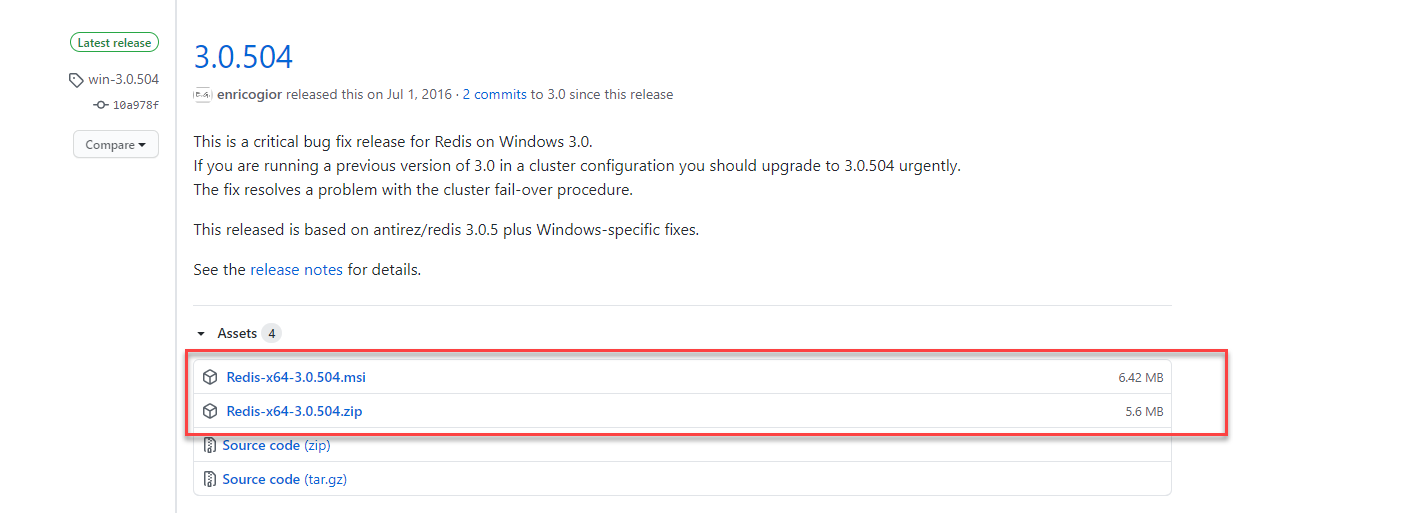 Latest release
win-3.0.504
10a978f
Compare
3.0.504
enricogior released this on Jul 1, 2016 · 2 commits to 3.0 since this release
This is a critical bug fix release for Redis on Windows 3.0.
If you are running a previous version of 3.0 in a cluster configuration you should upgrade to 3.0.504 urgently.
The fix resolves a problem with the cluster fail-over procedure.
This released is based on antirez/redis 3.0.5 plus Windows-specific fixes.
See the release notes for details.
Assets 4
Redis-x64-3.0.504.msi 6.42 MB
Redis-x64-3.0.504.zip 5.6 MB
Source code (zip)
Source code (tar.gz)